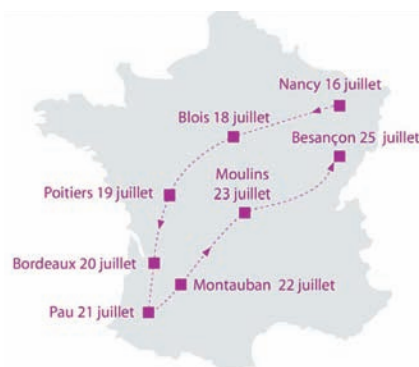 Nancy 16 juillet
Blois 18 juillet
Besançon 25 juillet
Moulins
23 juillet
Poitiers 19 juillet
Bordeaux 20 juillet
Montauban 22 juillet
Pau 21 juillet